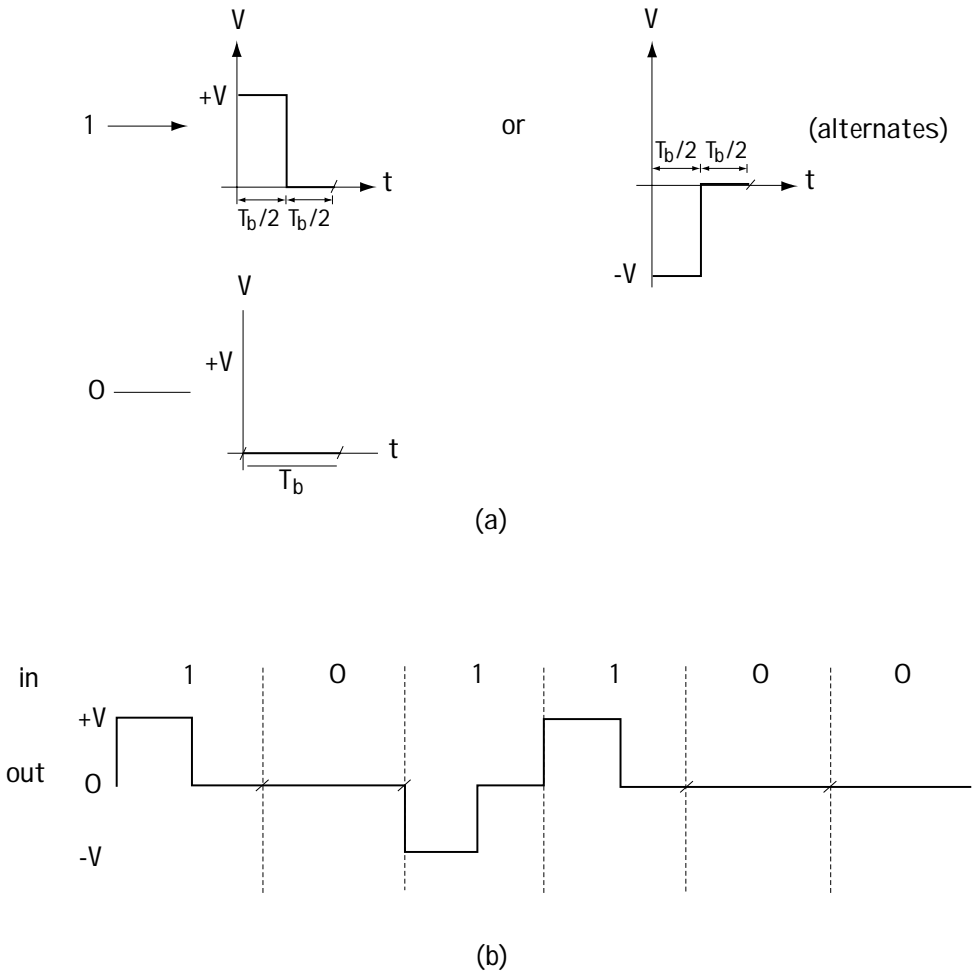 V V
+V
1 or (alternates)
T_b/2 T_b/2
t t
T_b/2 T_b/2
-V
V
+V
0
t
T_b
(a)
in 1 0 1 1 0 0
+V
out 0
-V
(b)